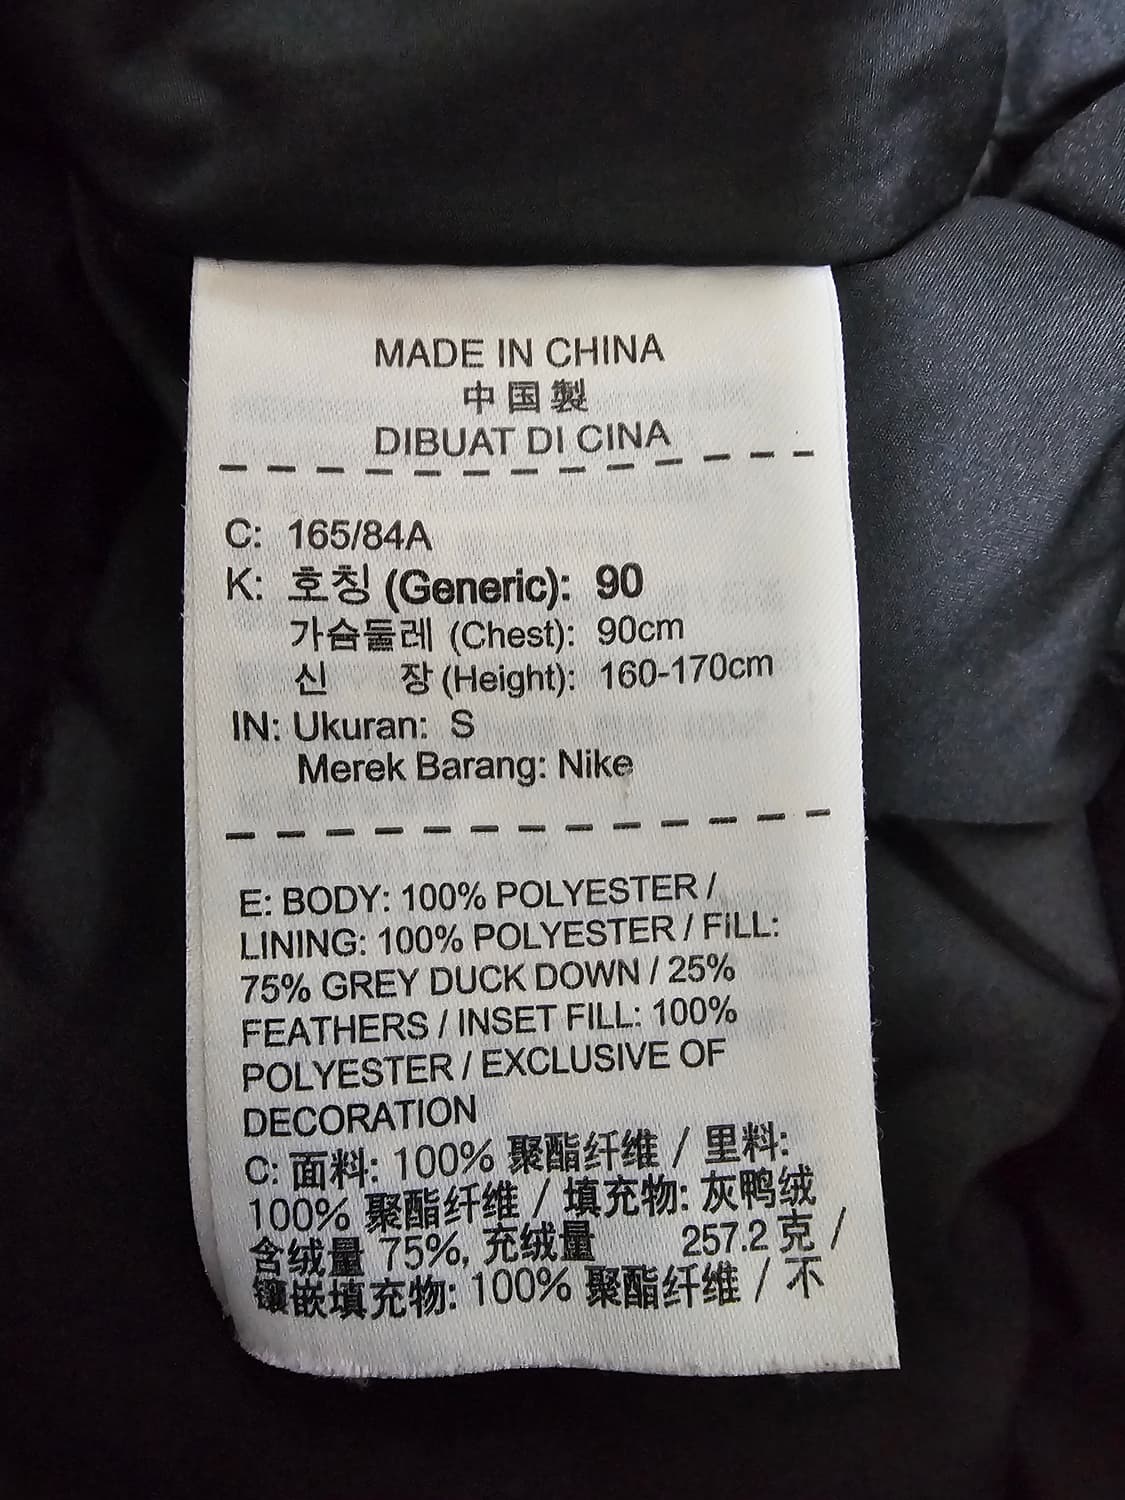 MADE IN CHINA
中国製
DIBUAT DI CINA
C: 165/84A
K: 호칭 (Generic): 90
가슴둘레 (Chest): 90cm
신 장 (Height): 160-170cm
IN: Ukuran: S
Merek Barang: Nike
E: BODY: 100% POLYESTER /
LINING: 100% POLYESTER / FILL:
75% GREY DUCK DOWN / 25%
FEATHERS / INSET FILL: 100%
POLYESTER / EXCLUSIVE OF
DECORATION
C: 面料: 100% 聚酯纤维 / 里料:
100% 聚酯纤维 / 填充物: 灰鸭绒
含绒量 75%, 充绒量 257.2 克 /
镶嵌填充物: 100% 聚酯纤维 / 不